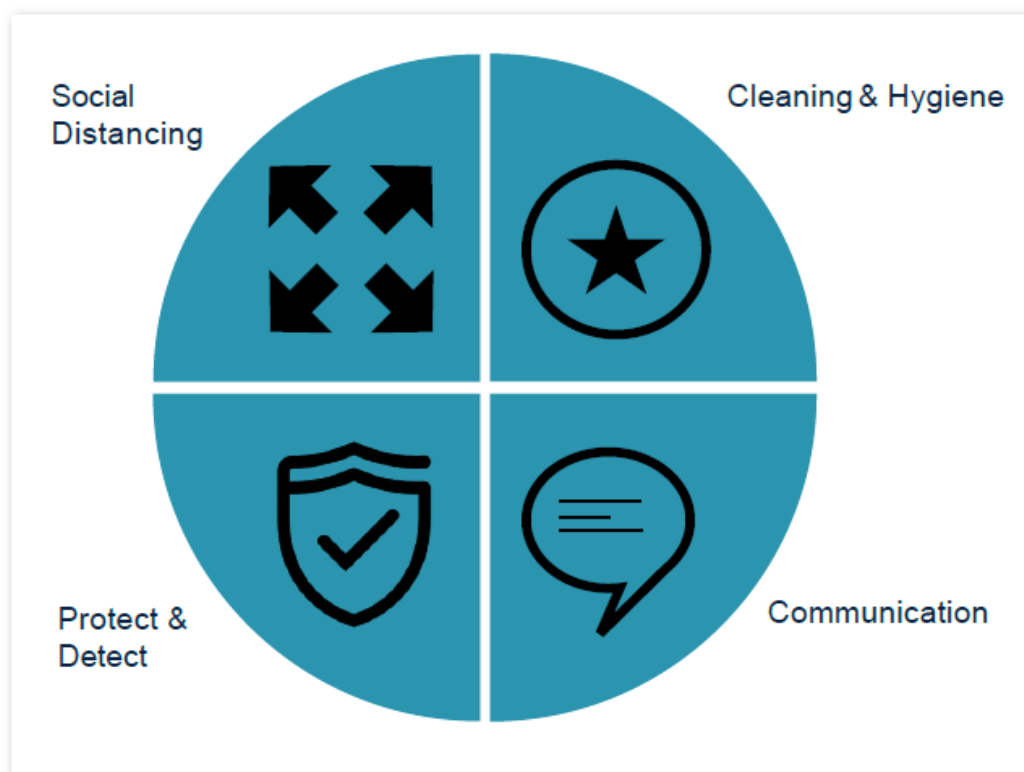 Social
Distancing
Cleaning & Hygiene
Protect &
Detect
Communication